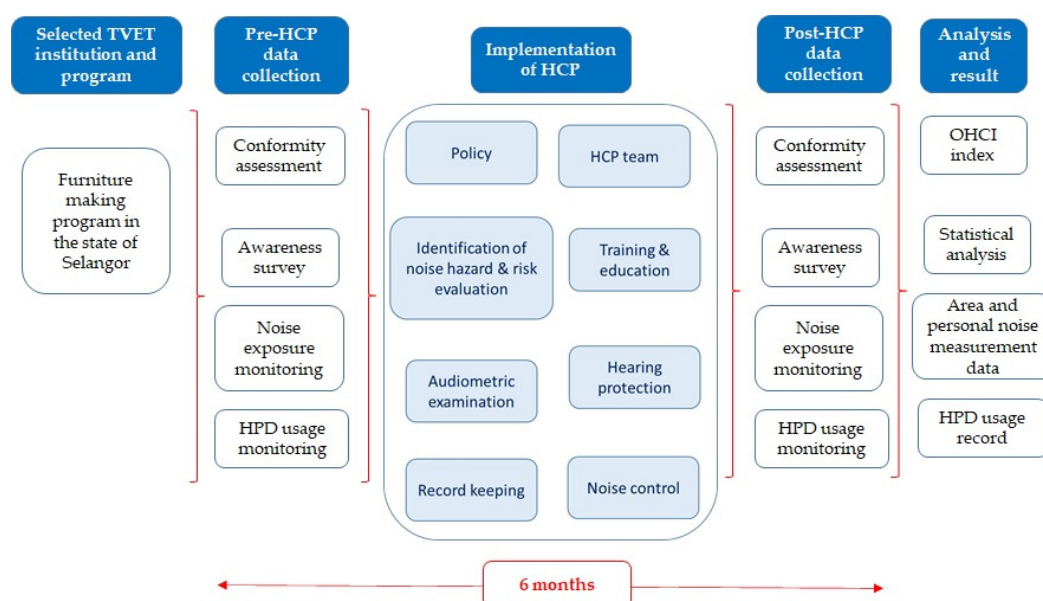 Selected TVET
institution and
program
Pre-HCP
data
collection
Implementation
of HCP
Post-HCP
data
collection
Analysis
and
result
Furniture
making
program in
the state of
Selangor
Conformity
assessment
Awareness
survey
Noise
exposure
monitoring
HPD usage
monitoring
Policy
HCP team
Identification of
noise hazard & risk
evaluation
Training &
education
Audiometric
examination
Hearing
protection
Record keeping
Noise control
Conformity
assessment
Awareness
survey
Noise
exposure
monitoring
HPD usage
monitoring
OHCI
index
Statistical
analysis
Area and
personal noise
measurement
data
HPD usage
record
6 months